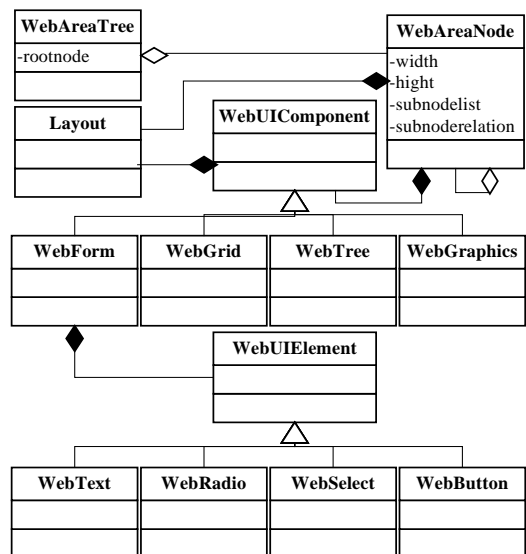 WebAreaTree
-rootnode
WebAreaNode
-width
-hight
-subnodelist
-subnoderelation
Layout
WebUIComponent
WebForm
WebGrid
WebTree
WebGraphics
WebUIElement
WebText
WebRadio
WebSelect
WebButton